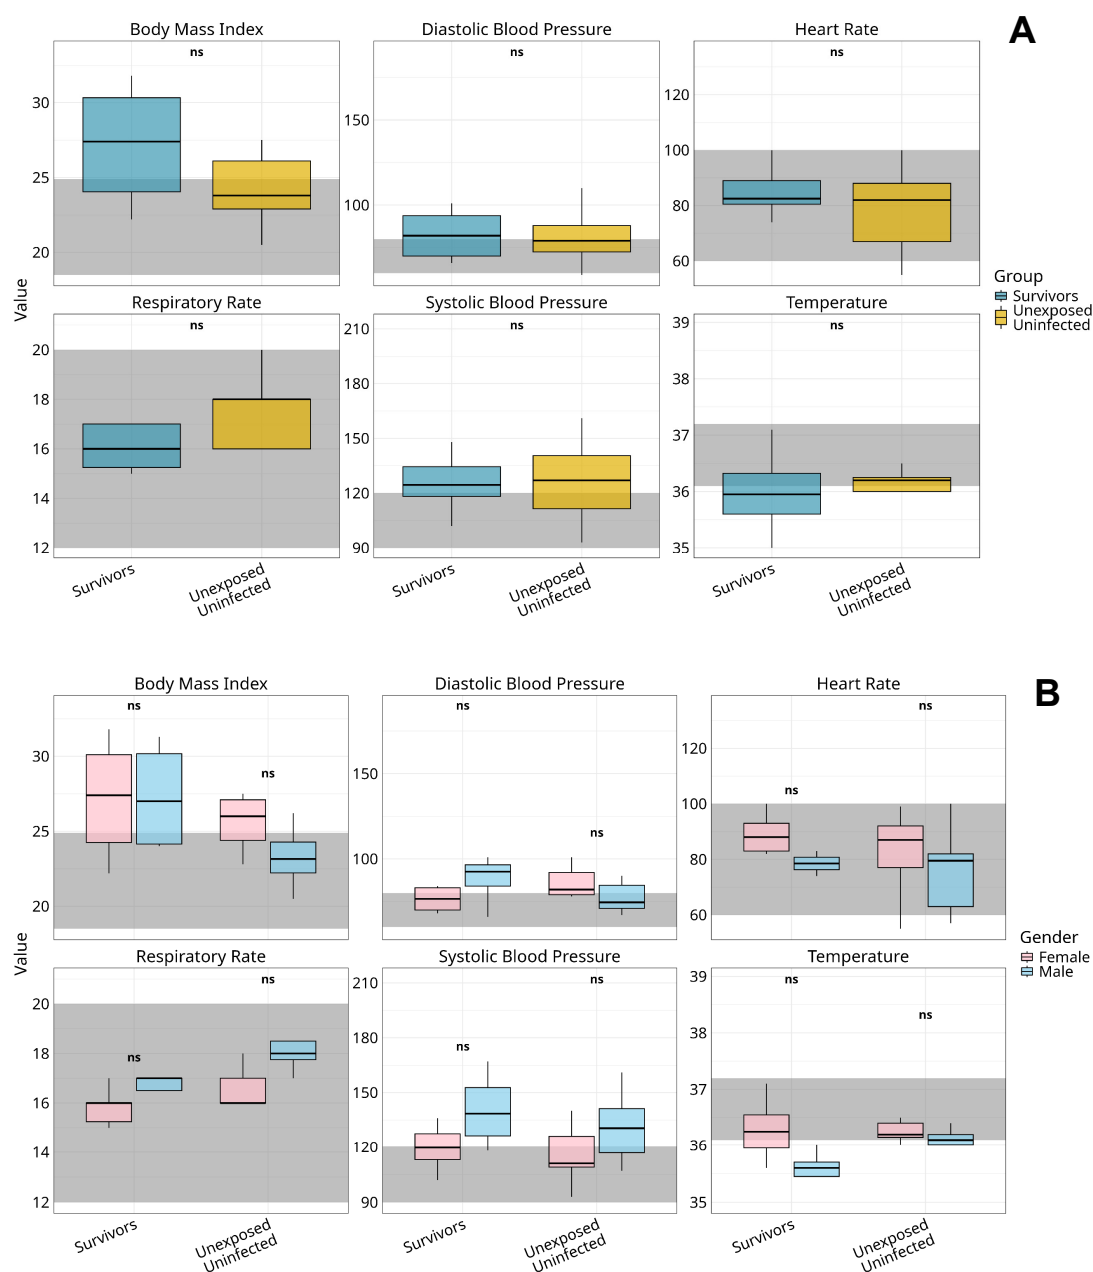 A
Body Mass Index
Diastolic Blood Pressure
Heart Rate
ns
ns
ns
30
25
20
150
100
120
100
80
60
Value
Respiratory Rate
Systolic Blood Pressure
Temperature
ns
ns
ns
20
18
16
14
12
210
180
150
120
90
39
38
37
36
35
Survivors
Unexposed
Uninfected
Survivors
Unexposed
Uninfected
Survivors
Unexposed
Uninfected
Group
Survivors
Unexposed
Uninfected
B
Body Mass Index
Diastolic Blood Pressure
Heart Rate
ns
ns
ns
ns
ns
ns
30
25
20
150
100
120
100
80
60
Value
Respiratory Rate
Systolic Blood Pressure
Temperature
ns
ns
ns
ns
ns
ns
20
18
16
14
12
210
180
150
120
90
39
38
37
36
35
Survivors
Unexposed
Uninfected
Survivors
Unexposed
Uninfected
Survivors
Unexposed
Uninfected
Gender
Female
Male